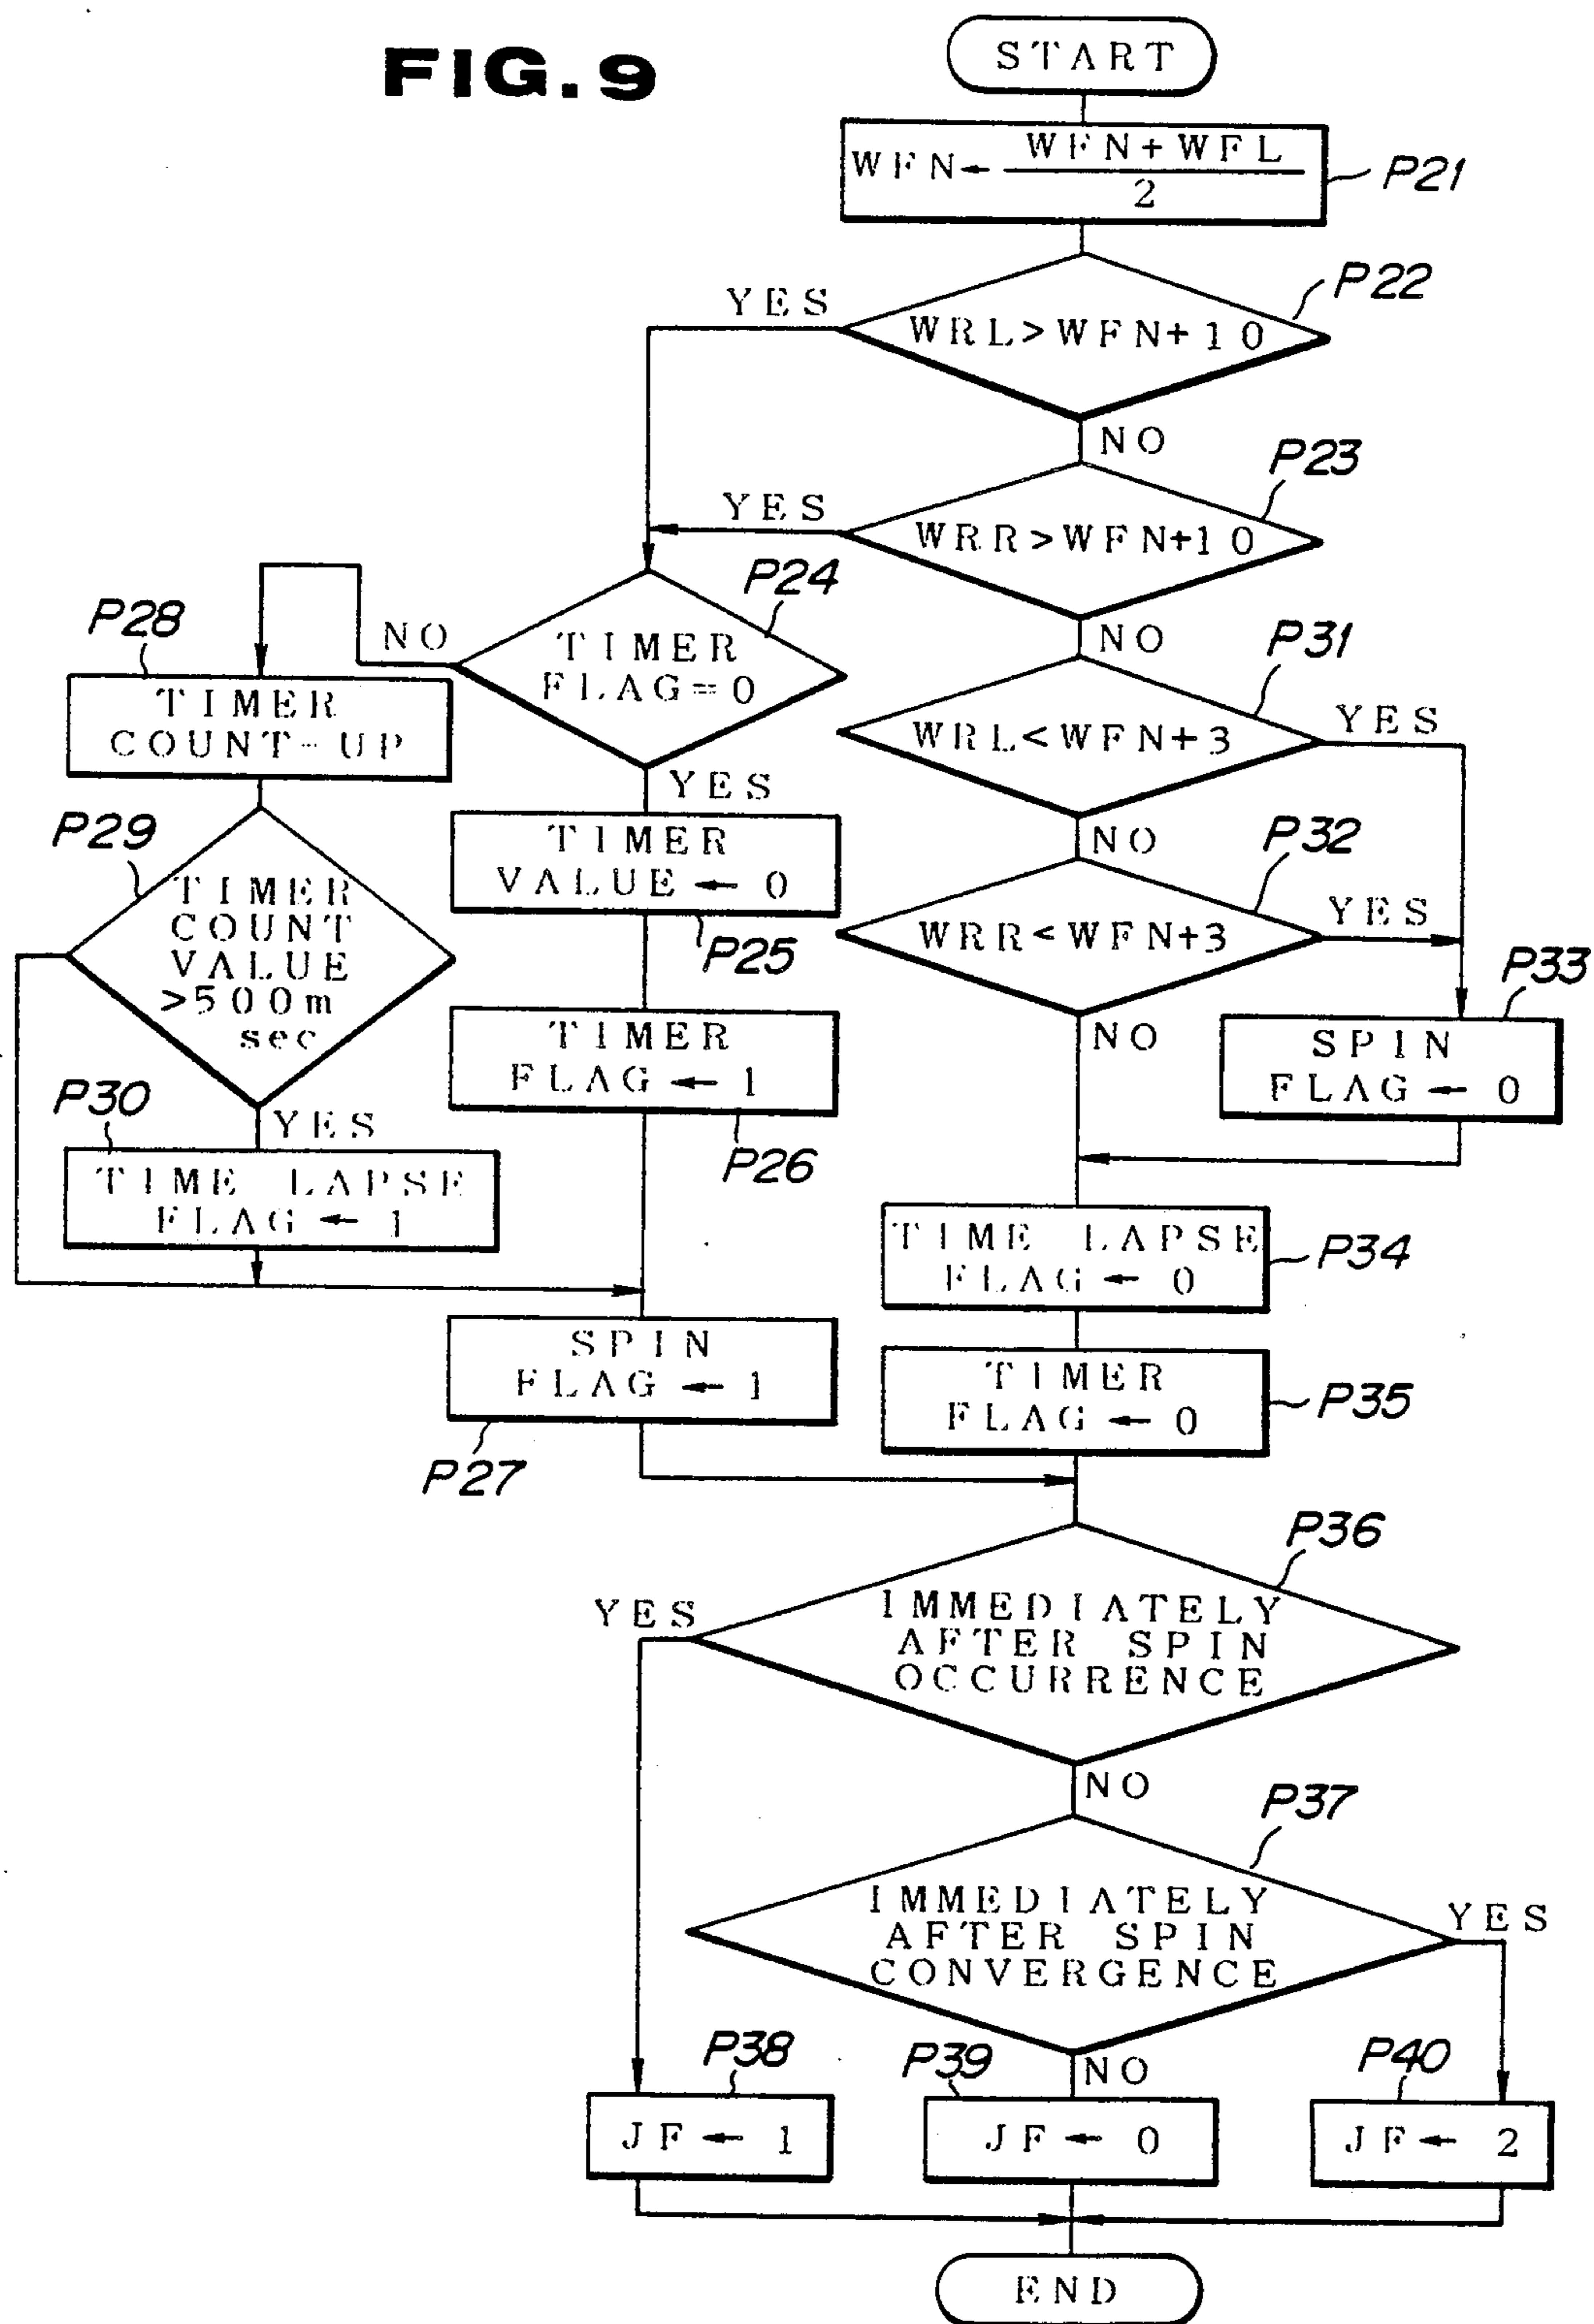 FIG. 9
START
WFN ← WFN + WFL
2
P21
P22
YES
WRL > WFN + 10
NO
P23
YES
WRR > WFN + 10
NO
P24
TIMER
FLAG = 0
NO
YES
P28
TIMER
COUNT-UP
P31
WRL < WFN + 3
YES
NO
P29
TIMER
COUNT
VALUE
>500m
sec
YES
TIMER
VALUE ← 0
P25
P32
WRR < WFN + 3
YES
NO
P33
SPIN
FLAG ← 0
TIMER
FLAG ← 1
P26
P30
TIME LAPSE
FLAG ← 1
TIME LAPSE
FLAG ← 0
P34
SPIN
FLAG ← 1
P27
TIMER
FLAG ← 0
P35
P36
YES
IMMEDIATELY
AFTER SPIN
OCCURRENCE
NO
P37
IMMEDIATELY
AFTER SPIN
CONVERGENCE
YES
NO
P38
JF ← 1
P39
JF ← 0
P40
JF ← 2
END